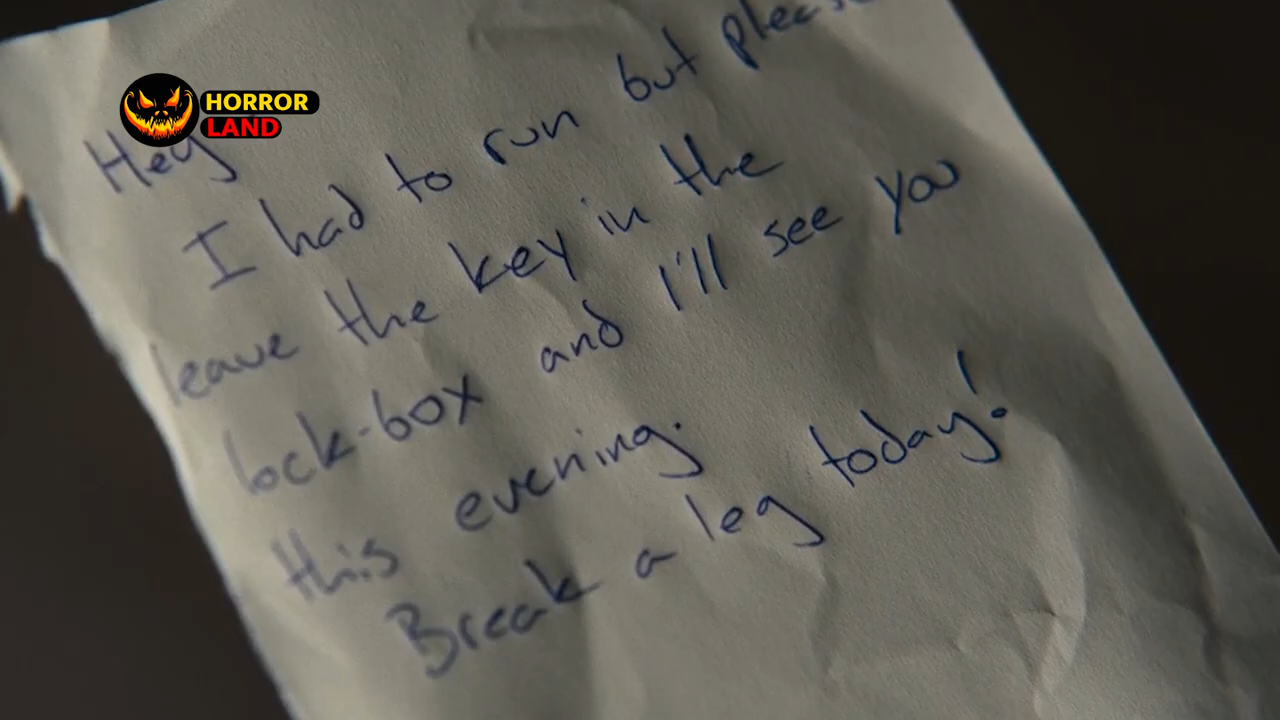 HORROR
LAND
Hey
I had to run but please
leave the key in the
lock-box and I'll see you
this evening.
Break a leg today!